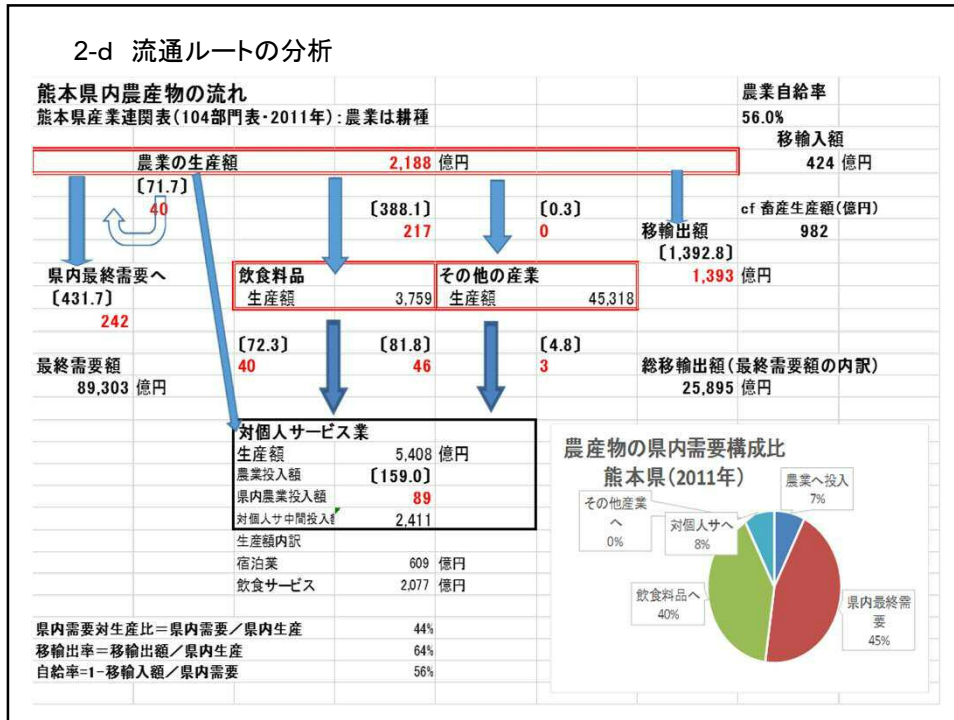 2-d 流通ルートの分析
熊本県内農産物の流れ 農業自給率
熊本県産業連関表(104部門表・2011年):農業は耕種 56.0%
移輸入額
農業の生産額 2,188 億円 424 億円
〔71.7〕
40 〔388.1〕 〔0.3〕 cf 畜産生産額(億円)
217 0 移輸出額 982
〔1,392.8〕
県内最終需要へ 飲食料品 その他の産業 1,393 億円
〔431.7〕 生産額 3,759 生産額 45,318
242
〔72.3〕 〔81.8〕 〔4.8〕
最終需要額 40 46 3 総移輸出額(最終需要額の内訳)
89,303 億円 25,895 億円
対個人サービス業
生産額 5,408 億円
農業投入額 〔159.0〕
県内農業投入額 89
対個人サ中間投入 2,411
生産額内訳
宿泊業 609 億円
飲食サービス 2,077 億円
県内需要対生産比=県内需要/県内生産 44%
移輸出率=移輸出額/県内生産 64%
自給率=1-移輸入額/県内需要 56%
農産物の県内需要構成比
熊本県(2011年)
農業へ投入
7%
その他産業
へ
0%
対個人サへ
8%
飲食料品へ
40%
県内最終需
要
45%